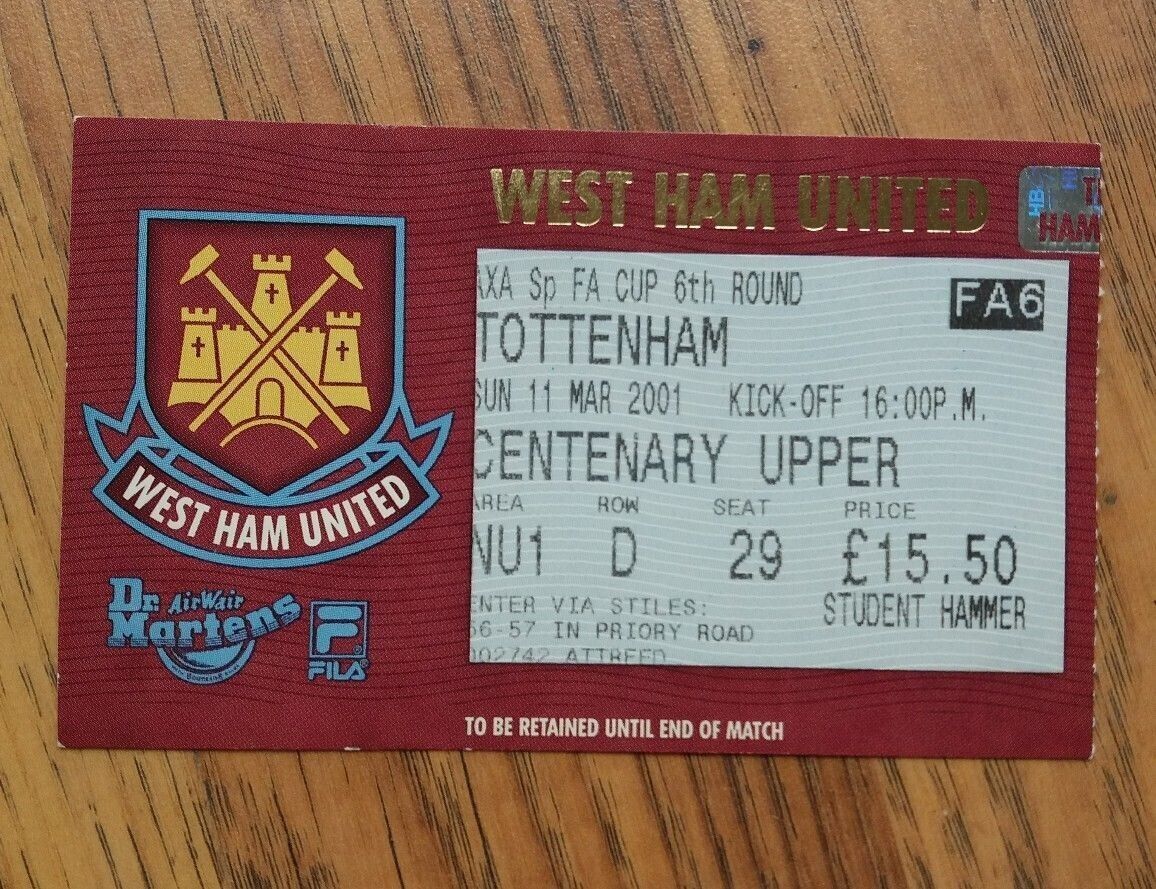 WEST HAM UNITED
AXA Sp FA CUP 6th ROUND
FA6
TOTTENHAM
SUN 11 MAR 2001 KICK-OFF 16:00P.M.
CENTENARY UPPER
AREA ROW SEAT PRICE
NU1 D 29 £15.50
ENTER VIA STILES: STUDENT HAMMER
56-57 IN PRIORY ROAD
002742 ATTREED
WEST HAM UNITED
Dr. AirWair
Martens
FILA
TO BE RETAINED UNTIL END OF MATCH